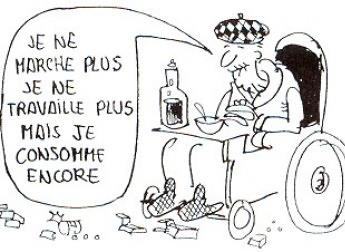 JE NE
MARCHE PLUS
JE NE
TRAVAILLE PLUS
MAIS JE
CONSOMME
ENCORE